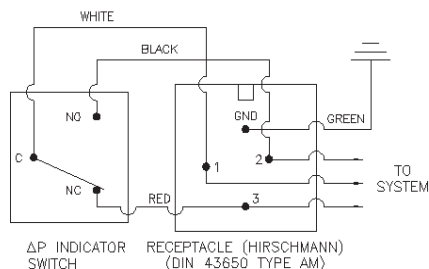 WHITE
BLACK
NO
GND
GREEN
C
1
2
NC
RED
3
TO
SYSTEM
ΔP INDICATOR
SWITCH
RECEPTACLE (HIRSCHMANN)
(DIN 43650 TYPE AM)